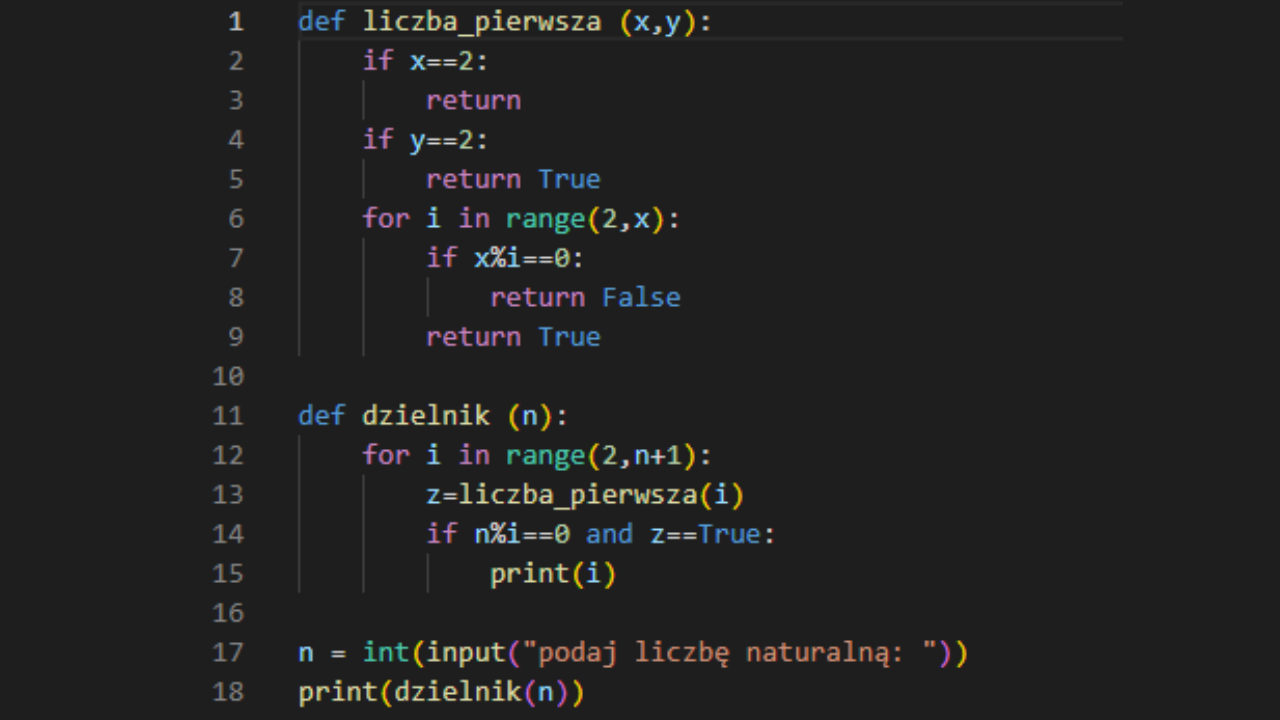 1 def liczba_pierwsza (x,y):
2     if x==2:
3         return
4     if y==2:
5         return True
6     for i in range(2,x):
7         if x%i==0:
8             return False
9         return True
10
11 def dzielnik (n):
12     for i in range(2,n+1):
13         z=liczba_pierwsza(i)
14         if n%i==0 and z==True:
15             print(i)
16
17 n = int(input("podaj liczbę naturalną: "))
18 print(dzielnik(n))